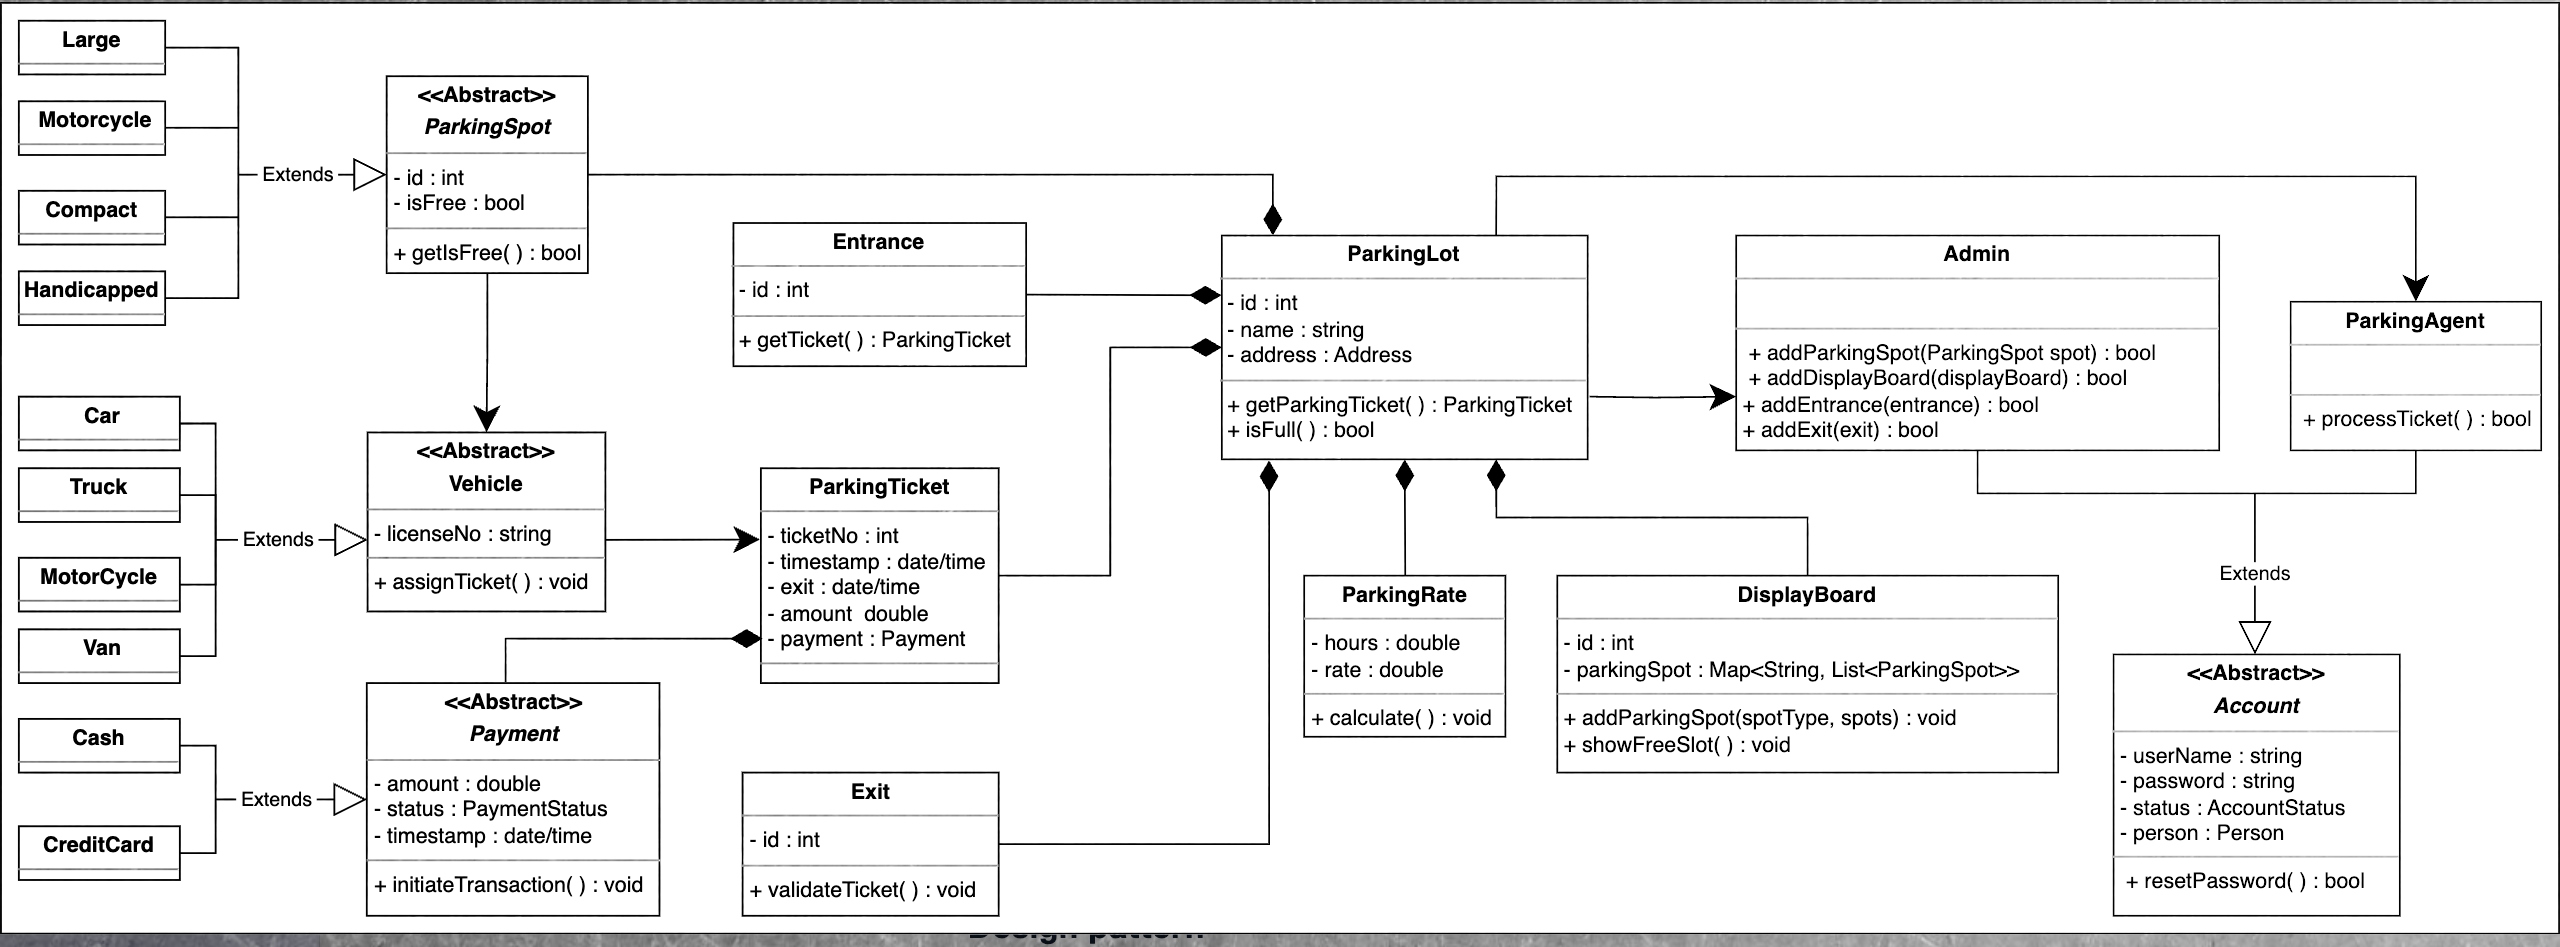 Large
Motorcycle
Compact
Handicapped
Extends
<<Abstract>>
ParkingSpot
- id : int
- isFree : bool
+ getIsFree( ) : bool
Car
Truck
MotorCycle
Van
Extends
<<Abstract>>
Vehicle
- licenseNo : string
+ assignTicket( ) : void
Cash
CreditCard
Extends
<<Abstract>>
Payment
- amount : double
- status : PaymentStatus
- timestamp : date/time
+ initiateTransaction( ) : void
Entrance
- id : int
+ getTicket( ) : ParkingTicket
ParkingTicket
- ticketNo : int
- timestamp : date/time
- exit : date/time
- amount  double
- payment : Payment
Exit
- id : int
+ validateTicket( ) : void
ParkingLot
- id : int
- name : string
- address : Address
+ getParkingTicket( ) : ParkingTicket
+ isFull( ) : bool
ParkingRate
- hours : double
- rate : double
+ calculate( ) : void
DisplayBoard
- id : int
- parkingSpot : Map<String, List<ParkingSpot>>
+ addParkingSpot(spotType, spots) : void
+ showFreeSlot( ) : void
Admin
+ addParkingSpot(ParkingSpot spot) : bool
+ addDisplayBoard(displayBoard) : bool
+ addEntrance(entrance) : bool
+ addExit(exit) : bool
ParkingAgent
+ processTicket( ) : bool
Extends
<<Abstract>>
Account
- userName : string
- password : string
- status : AccountStatus
- person : Person
+ resetPassword( ) : bool
Design pattern